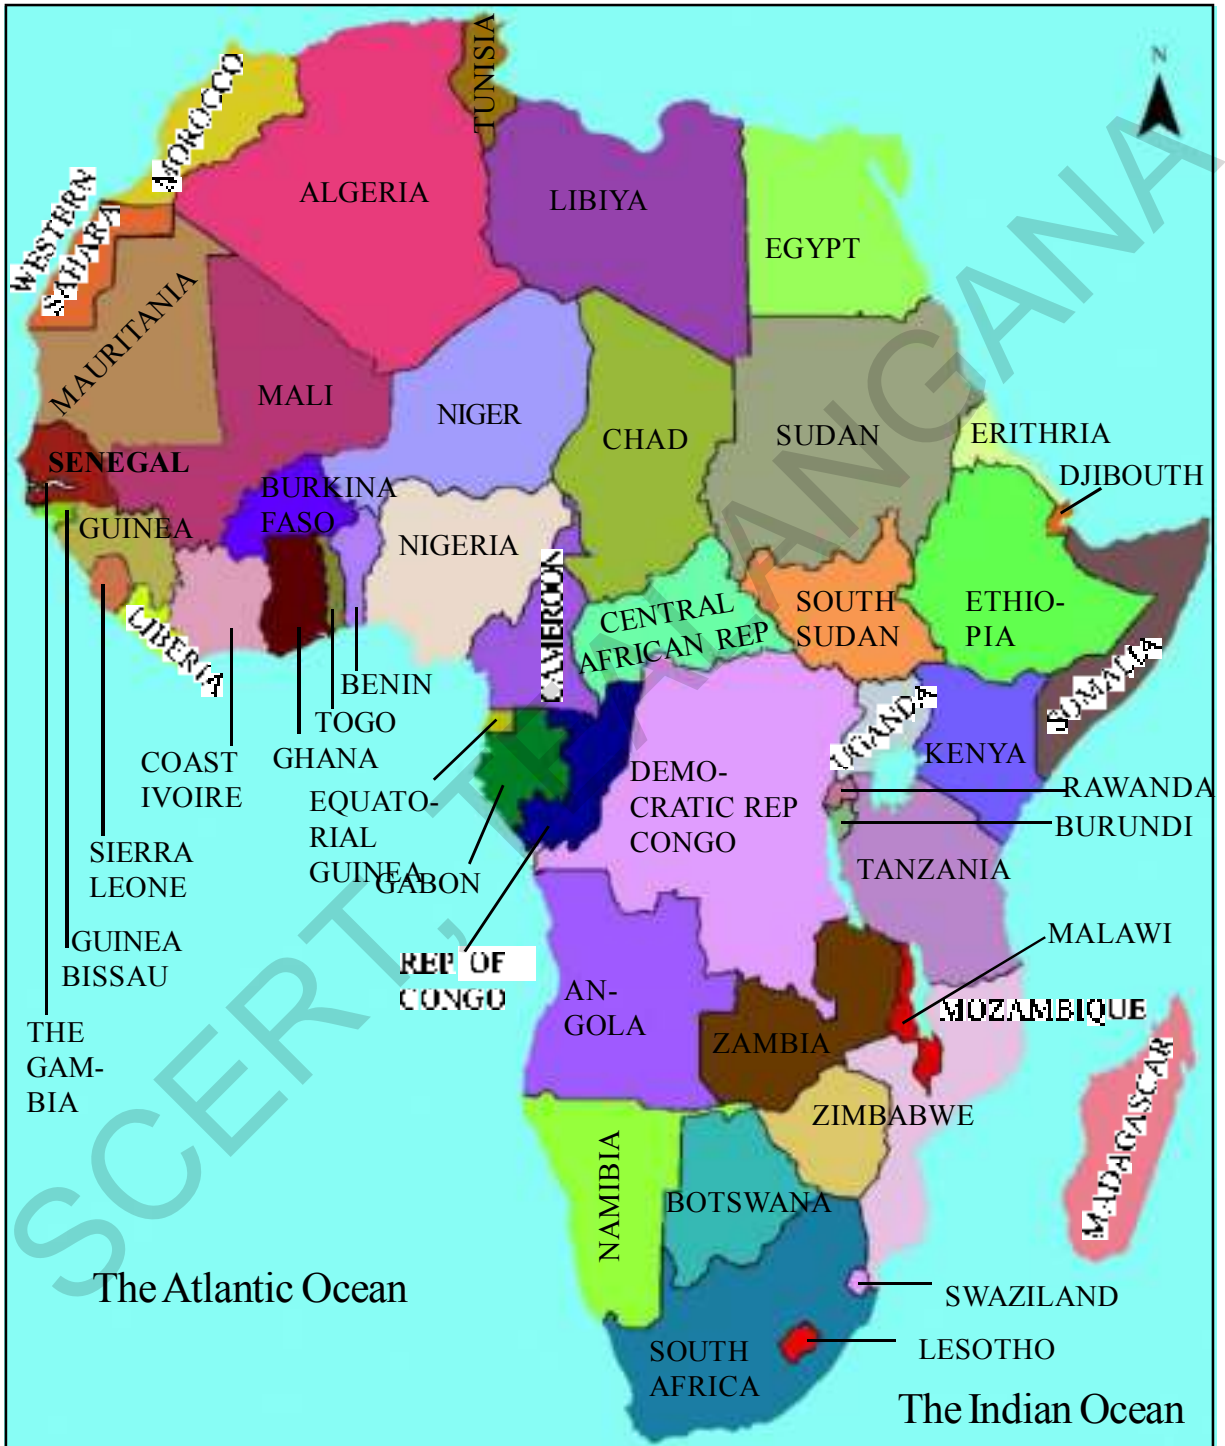 N
TUNISIA
MOROCCO
ALGERIA
LIBIYA
WESTERN
SAHARA
EGYPT
MAURITANIA
MALI
NIGER
CHAD
SUDAN
ERITHRIA
SENEGAL
DJIBOUTH
BURKINA
FASO
GUINEA
NIGERIA
CAMEROON
CENTRAL
AFRICAN REP
SOUTH
SUDAN
ETHIO-
PIA
LIBERIA
SOMALIA
BENIN
TOGO
GHANA
COAST
IVOIRE
UGANDA
KENYA
EQUATO-
RIAL
GUINEA
GABON
DEMO-
CRATIC REP
CONGO
RAWANDA
BURUNDI
SIERRA
LEONE
TANZANIA
GUINEA
BISSAU
MALAWI
REP OF
CONGO
AN-
GOLA
MOZAMBIQUE
THE
GAM-
BIA
ZAMBIA
MADAGASCAR
ZIMBABWE
NAMIBIA
BOTSWANA
The Atlantic Ocean
SWAZILAND
LESOTHO
SOUTH
AFRICA
The Indian Ocean
SCERT, TELANGANA